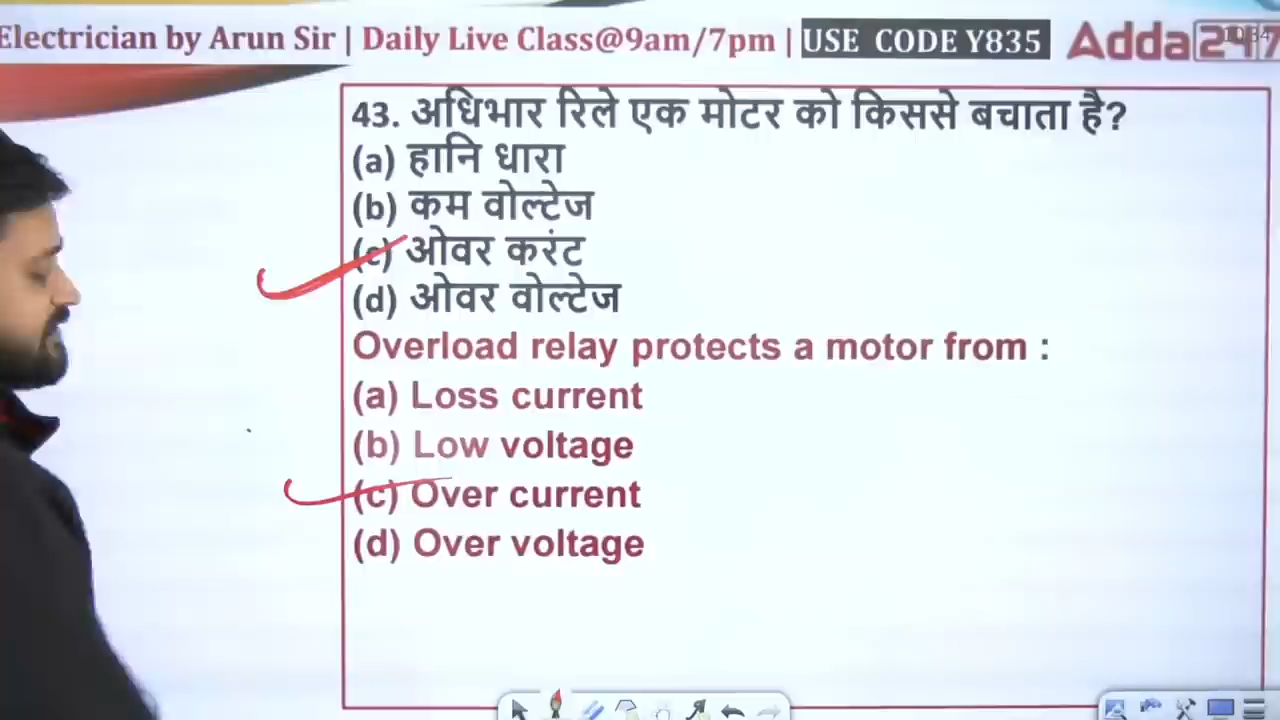 Electrician by Arun Sir | Daily Live Class@9am/7pm | USE CODE Y835 Adda247
43. अधिभार रिले एक मोटर को किससे बचाता है?
(a) हानि धारा
(b) कम वोल्टेज
(c) ओवर करंट
(d) ओवर वोल्टेज
Overload relay protects a motor from :
(a) Loss current
(b) Low voltage
(c) Over current
(d) Over voltage